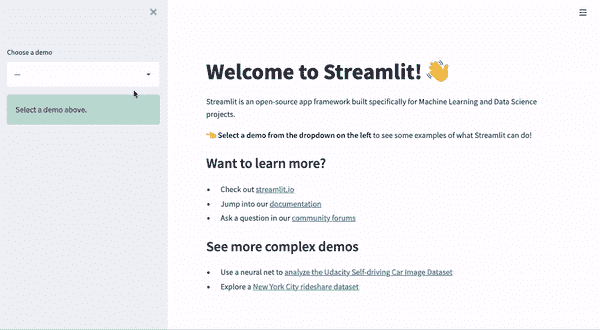 Choose a demo
—
Select a demo above.
Welcome to Streamlit! 👋
Streamlit is an open-source app framework built specifically for Machine Learning and Data Science
projects.
👈 Select a demo from the dropdown on the left to see some examples of what Streamlit can do!
Want to learn more?
• Check out streamlit.io
• Jump into our documentation
• Ask a question in our community forums
See more complex demos
• Use a neural net to analyze the Udacity Self-driving Car Image Dataset
• Explore a New York City rideshare dataset